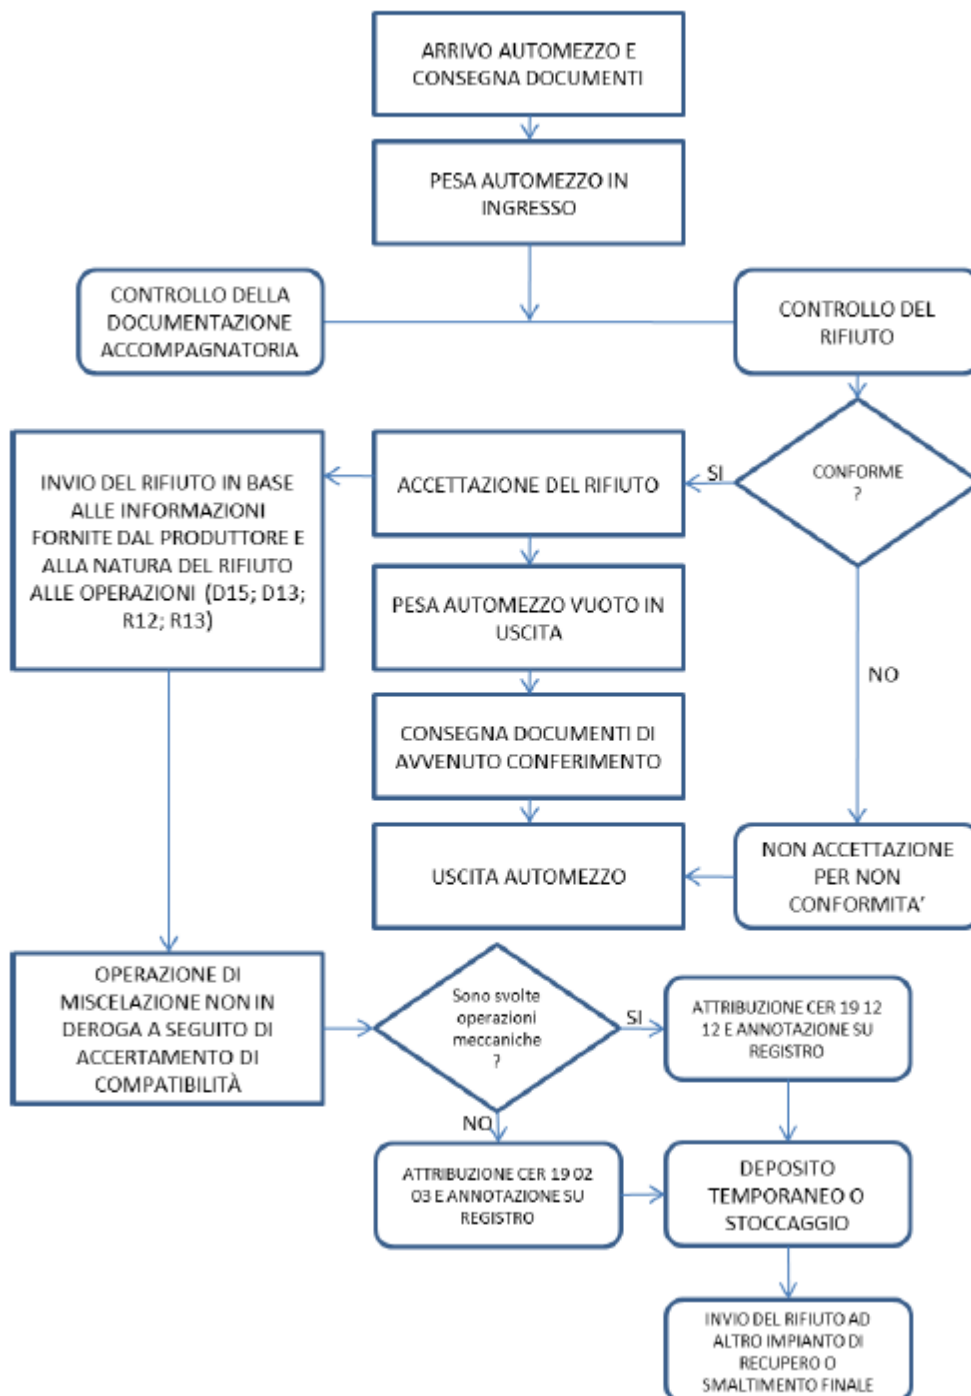 ARRIVO AUTOMEZZO E
CONSEGNA DOCUMENTI
PESA AUTOMEZZO IN
INGRESSO
CONTROLLO DELLA
DOCUMENTAZIONE
ACCOMPAGNATORIA
CONTROLLO DEL
RIFIUTO
CONFORME
?
SI
ACCETTAZIONE DEL RIFIUTO
INVIO DEL RIFIUTO IN BASE
ALLE INFORMAZIONI
FORNITE DAL PRODUTTORE E
ALLA NATURA DEL RIFIUTO
ALLE OPERAZIONI (D15; D13;
R12; R13)
PESA AUTOMEZZO VUOTO IN
USCITA
NO
CONSEGNA DOCUMENTI DI
AVVENUTO CONFERIMENTO
USCITA AUTOMEZZO
NON ACCETTAZIONE
PER NON
CONFORMITA’
OPERAZIONE DI
MISCELAZIONE NON IN
DEROGA A SEGUITO DI
ACCERTAMENTO DI
COMPATIBILITÀ
Sono svolte
operazioni
meccaniche
?
SI
ATTRIBUZIONE CER 19 12
12 E ANNOTAZIONE SU
REGISTRO
NO
ATTRIBUZIONE CER 19 02
03 E ANNOTAZIONE SU
REGISTRO
DEPOSITO
TEMPORANEO O
STOCCAGGIO
INVIO DEL RIFIUTO AD
ALTRO IMPIANTO DI
RECUPERO O
SMALTIMENTO FINALE